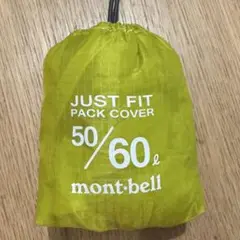 JUST FIT
PACK COVER
50/60ℓ
mont·bell